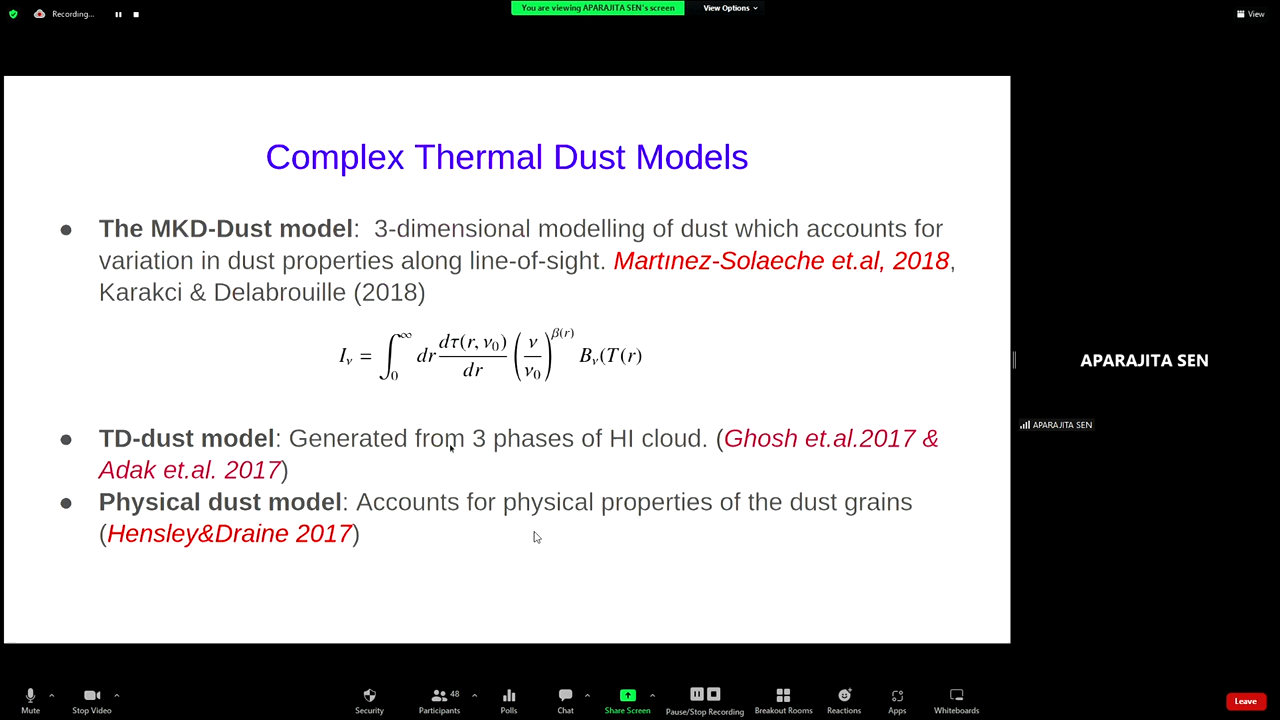 Recording...
You are viewing APARAJITA SEN's screen
View Options
View
Complex Thermal Dust Models
● The MKD-Dust model: 3-dimensional modelling of dust which accounts for
variation in dust properties along line-of-sight. Martınez-Solaeche et.al, 2018,
Karakci & Delabrouille (2018)
I_ν = ∫_0^∞ dr dτ(r, ν_0)/dr (ν/ν_0)^β(r) B_ν(T(r)
● TD-dust model: Generated from 3 phases of HI cloud. (Ghosh et.al.2017 &
Adak et.al. 2017)
● Physical dust model: Accounts for physical properties of the dust grains
(Hensley&Draine 2017)
APARAJITA SEN
APARAJITA SEN
Mute
Stop Video
Security
48
Participants
Polls
Chat
Share Screen
Pause/Stop Recording
Breakout Rooms
Reactions
Apps
Whiteboards
Leave